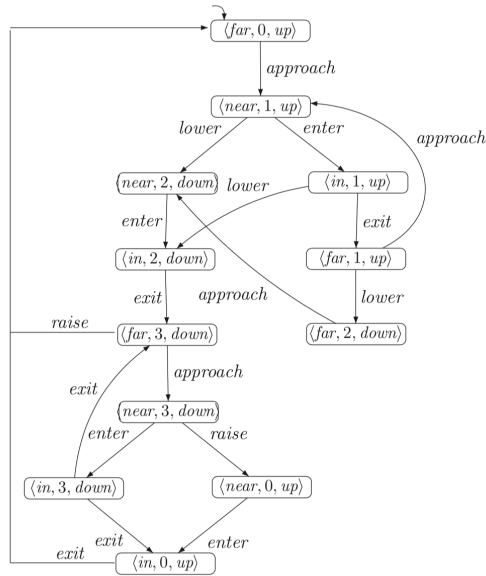 ⟨far, 0, up⟩
approach
⟨near, 1, up⟩
lower
enter
approach
⟨near, 2, down⟩
lower
⟨in, 1, up⟩
enter
exit
⟨in, 2, down⟩
⟨far, 1, up⟩
exit
approach
lower
raise
⟨far, 3, down⟩
⟨far, 2, down⟩
approach
exit
⟨near, 3, down⟩
enter
raise
⟨in, 3, down⟩
⟨near, 0, up⟩
exit
enter
exit
⟨in, 0, up⟩